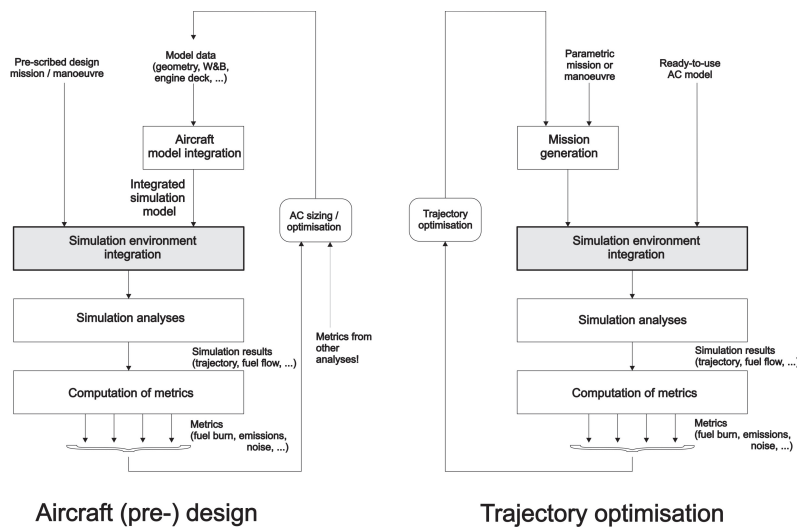 Pre-scribed design
mission / manoeuvre
Model data
(geometry, W&B,
engine deck, ...)
Aircraft
model integration
Integrated
simulation
model
AC sizing /
optimisation
Simulation environment
integration
Simulation analyses
Metrics from
other
analyses!
Simulation results
(trajectory, fuel flow, ...)
Computation of metrics
Metrics
(fuel burn, emissions,
noise, ...)
Aircraft (pre-) design
Parametric
mission or
manoeuvre
Ready-to-use
AC model
Mission
generation
Trajectory
optimisation
Simulation environment
integration
Simulation analyses
Simulation results
(trajectory, fuel flow, ...)
Computation of metrics
Metrics
(fuel burn, emissions,
noise, ...)
Trajectory optimisation